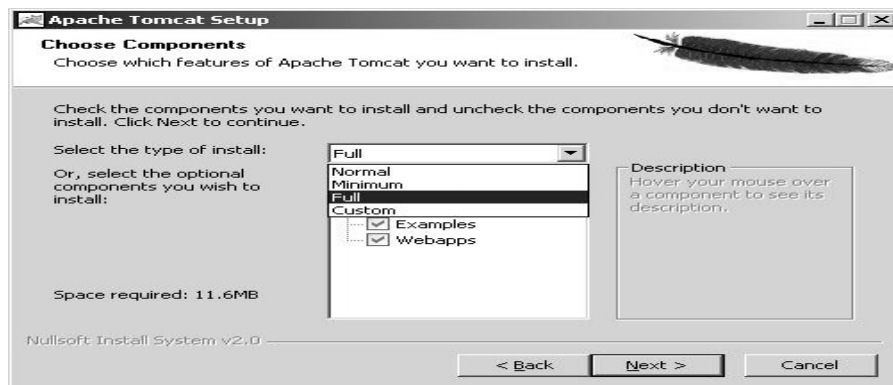 Apache Tomcat Setup
Choose Components
Choose which features of Apache Tomcat you want to install.
Check the components you want to install and uncheck the components you don't want to
install. Click Next to continue.
Select the type of install:
Full
Or, select the optional
components you wish to
install:
Normal
Minimum
Full
Custom
Examples
Webapps
Description
Hover your mouse over
a component to see its
description.
Space required: 11.6MB
Nullsoft Install System v2.0
< Back
Next >
Cancel